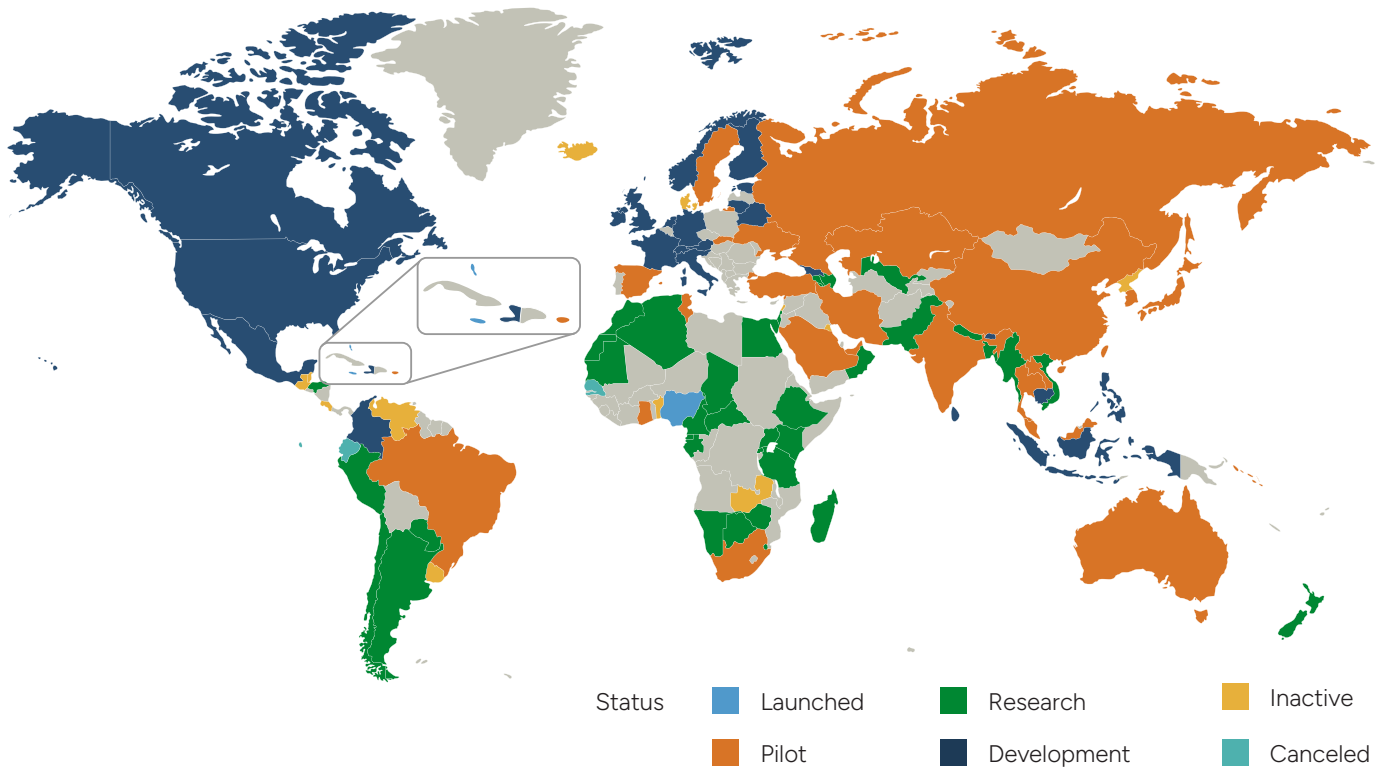 Status
Launched
Research
Inactive
Pilot
Development
Canceled